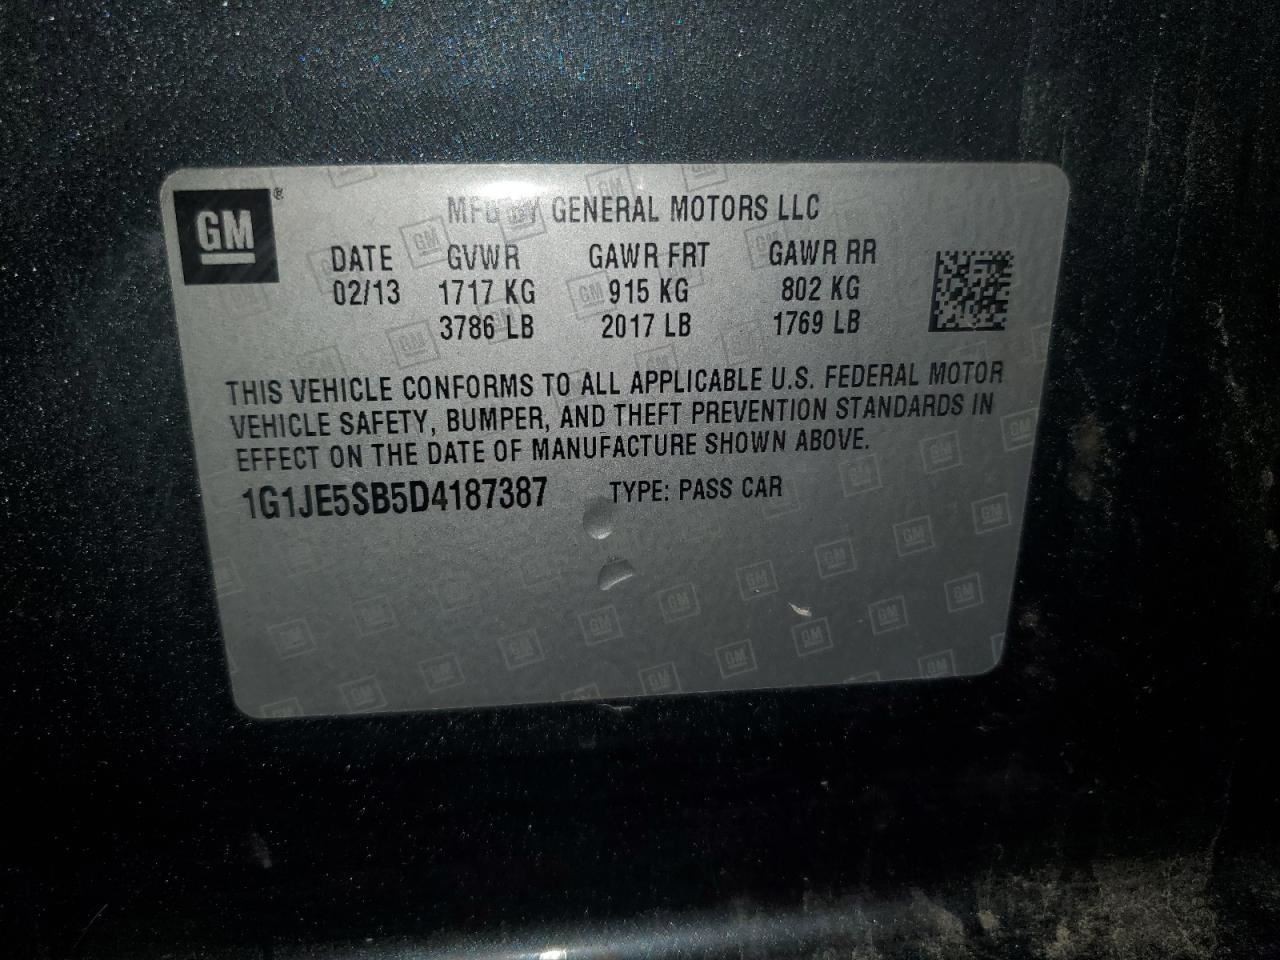 GM ®
MFG BY GENERAL MOTORS LLC
DATE GVWR GAWR FRT GAWR RR
02/13 1717 KG 915 KG 802 KG
3786 LB 2017 LB 1769 LB
THIS VEHICLE CONFORMS TO ALL APPLICABLE U.S. FEDERAL MOTOR
VEHICLE SAFETY, BUMPER, AND THEFT PREVENTION STANDARDS IN
EFFECT ON THE DATE OF MANUFACTURE SHOWN ABOVE.
1G1JE5SB5D4187387 TYPE: PASS CAR